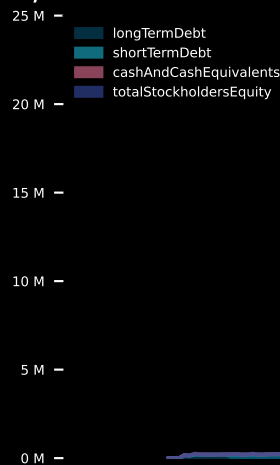 25 M
longTermDebt
shortTermDebt
cashAndCashEquivalents
totalStockholdersEquity
20 M
15 M
10 M
5 M
0 M